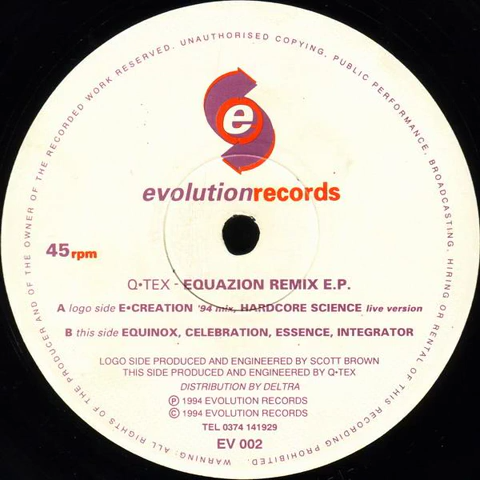 WARNING: ALL RIGHTS OF THE PRODUCER AND OF THE OWNER OF THE RECORDED WORK RESERVED. UNAUTHORISED COPYING, PUBLIC PERFORMANCE, BROADCASTING, HIRING OR RENTAL OF THIS RECORDING PROHIBITED.
e
evolutionrecords
45rpm
Q•TEX - EQUAZION REMIX E.P.
A logo side E•CREATION '94 mix, HARDCORE SCIENCE live version
B this side EQUINOX, CELEBRATION, ESSENCE, INTEGRATOR
LOGO SIDE PRODUCED AND ENGINEERED BY SCOTT BROWN
THIS SIDE PRODUCED AND ENGINEERED BY Q•TEX
DISTRIBUTION BY DELTRA
℗ 1994 EVOLUTION RECORDS
© 1994 EVOLUTION RECORDS
TEL 0374 141929
EV 002